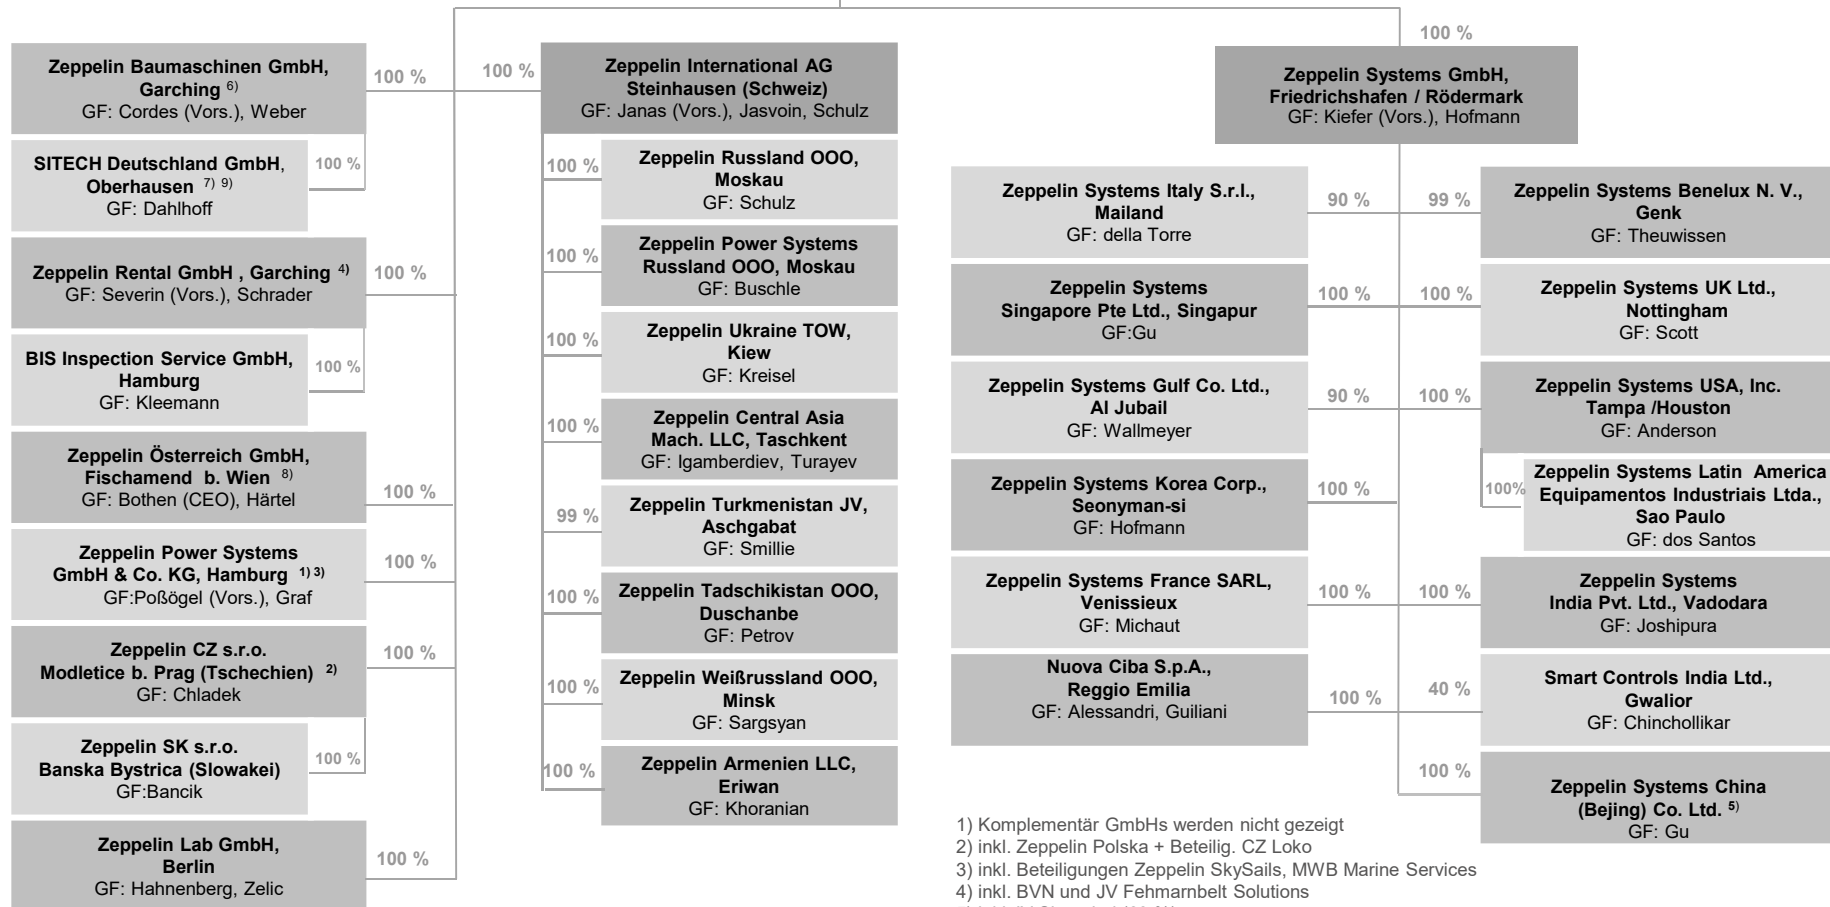 Zeppelin Baumaschinen GmbH,
Garching 6)
GF: Cordes (Vors.), Weber
100 %
SITECH Deutschland GmbH,
Oberhausen 7) 9)
GF: Dahlhoff
100 %
Zeppelin Rental GmbH , Garching 4)
GF: Severin (Vors.), Schrader
100 %
BIS Inspection Service GmbH,
Hamburg
GF: Kleemann
100 %
Zeppelin Österreich GmbH,
Fischamend b. Wien 8)
GF: Bothen (CEO), Härtel
100 %
Zeppelin Power Systems
GmbH & Co. KG, Hamburg 1) 3)
GF:Poßögel (Vors.), Graf
100 %
Zeppelin CZ s.r.o.
Modletice b. Prag (Tschechien) 2)
GF: Chladek
100 %
Zeppelin SK s.r.o.
Banska Bystrica (Slowakei)
GF:Bancik
100 %
Zeppelin Lab GmbH,
Berlin
GF: Hahnenberg, Zelic
100 %
100 %
Zeppelin International AG
Steinhausen (Schweiz)
GF: Janas (Vors.), Jasvoin, Schulz
100 %
Zeppelin Russland OOO,
Moskau
GF: Schulz
100 %
Zeppelin Power Systems
Russland OOO, Moskau
GF: Buschle
100 %
Zeppelin Ukraine TOW,
Kiew
GF: Kreisel
100 %
Zeppelin Central Asia
Mach. LLC, Taschkent
GF: Igamberdiev, Turayev
99 %
Zeppelin Turkmenistan JV,
Aschgabat
GF: Smillie
100 %
Zeppelin Tadschikistan OOO,
Duschanbe
GF: Petrov
100 %
Zeppelin Weißrussland OOO,
Minsk
GF: Sargsyan
100 %
Zeppelin Armenien LLC,
Eriwan
GF: Khoranian
100 %
Zeppelin Systems GmbH,
Friedrichshafen / Rödermark
GF: Kiefer (Vors.), Hofmann
Zeppelin Systems Italy S.r.l.,
Mailand
GF: della Torre
90 %
99 %
Zeppelin Systems Benelux N. V.,
Genk
GF: Theuwissen
Zeppelin Systems
Singapore Pte Ltd., Singapur
GF:Gu
100 %
100 %
Zeppelin Systems UK Ltd.,
Nottingham
GF: Scott
Zeppelin Systems Gulf Co. Ltd.,
Al Jubail
GF: Wallmeyer
90 %
100 %
Zeppelin Systems USA, Inc.
Tampa /Houston
GF: Anderson
Zeppelin Systems Korea Corp.,
Seonyman-si
GF: Hofmann
100 %
100%
Zeppelin Systems Latin America
Equipamentos Industriais Ltda.,
Sao Paulo
GF: dos Santos
Zeppelin Systems France SARL,
Venissieux
GF: Michaut
100 %
100 %
Zeppelin Systems
India Pvt. Ltd., Vadodara
GF: Joshipura
Nuova Ciba S.p.A.,
Reggio Emilia
GF: Alessandri, Guiliani
100 %
40 %
Smart Controls India Ltd.,
Gwalior
GF: Chinchollikar
100 %
Zeppelin Systems China
(Bejing) Co. Ltd. 5)
GF: Gu
1) Komplementär GmbHs werden nicht gezeigt
2) inkl. Zeppelin Polska + Beteilig. CZ Loko
3) inkl. Beteiligungen Zeppelin SkySails, MWB Marine Services
4) inkl. BVN und JV Fehmarnbelt Solutions